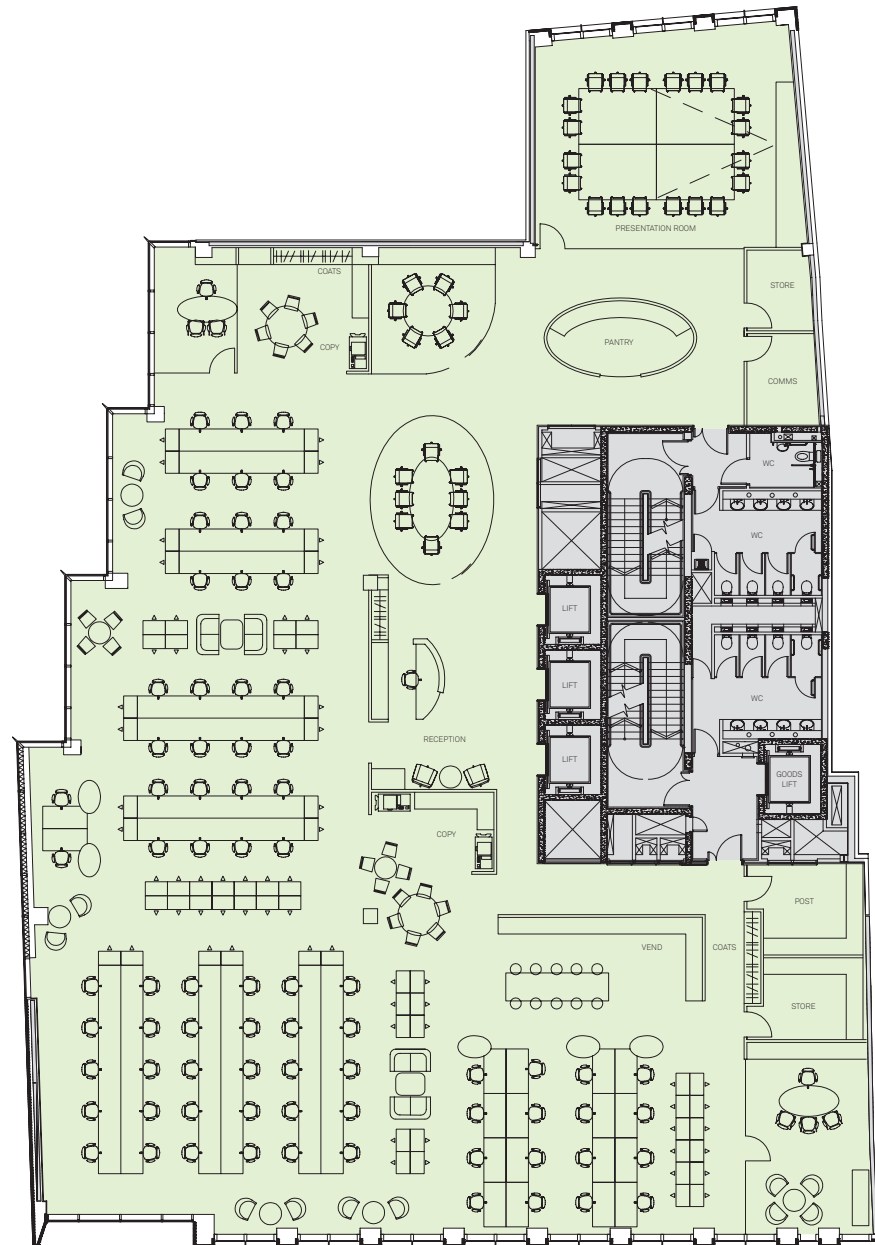 PRESENTATION ROOM
COATS
STORE
COPY
PANTRY
COMMS
WC
WC
LIFT
LIFT
WC
RECEPTION
LIFT
GOODS
LIFT
COPY
POST
VEND
COATS
STORE